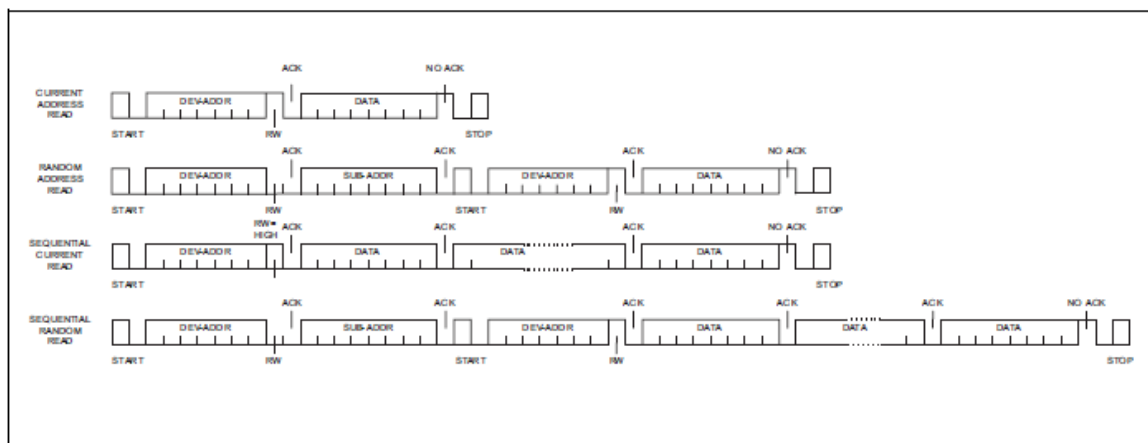 ACK NO ACK
CURRENT
ADDRESS
READ
DEV-ADDR DATA
START RW STOP
ACK ACK ACK NO ACK
RANDOM
ADDRESS
READ
DEV-ADDR SUB-ADDR DEV-ADDR DATA
START RW START RW STOP
RW=
HIGH
ACK ACK ACK NO ACK
SEQUENTIAL
CURRENT
READ
DEV-ADDR DATA DATA DATA
START STOP
ACK ACK ACK ACK ACK NO ACK
SEQUENTIAL
RANDOM
READ
DEV-ADDR SUB-ADDR DEV-ADDR DATA DATA DATA
START RW START RW STOP